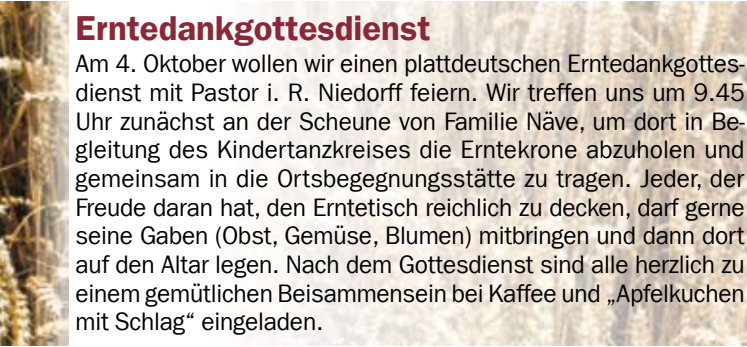 Erntedankgottesdienst
Am 4. Oktober wollen wir einen plattdeutschen Erntedankgottes-
dienst mit Pastor i. R. Niedorff feiern. Wir treffen uns um 9.45
Uhr zunächst an der Scheune von Familie Näve, um dort in Be-
gleitung des Kindertanzkreises die Erntekrone abzuholen und
gemeinsam in die Ortsbegegnungsstätte zu tragen. Jeder, der
Freude daran hat, den Erntetisch reichlich zu decken, darf gerne
seine Gaben (Obst, Gemüse, Blumen) mitbringen und dann dort
auf den Altar legen. Nach dem Gottesdienst sind alle herzlich zu
einem gemütlichen Beisammensein bei Kaffee und „Apfelkuchen
mit Schlag“ eingeladen.